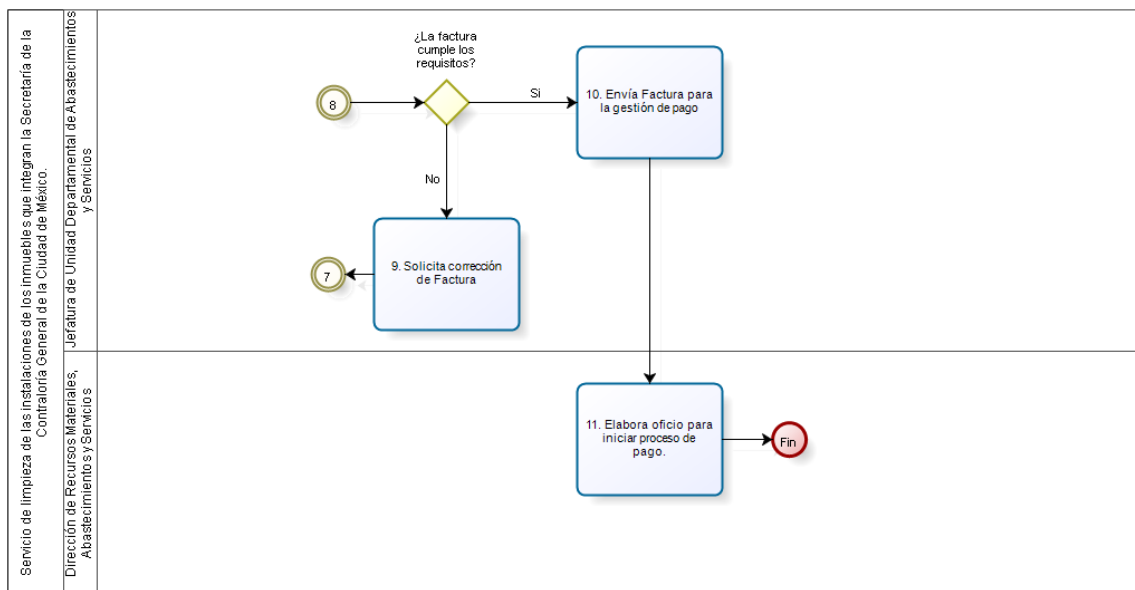 Servicio de limpieza de las instalaciones de los inmuebles que integran la Secretaría de la
Contraloría General de la Ciudad de México.
Jefatura de Unidad Departamental de Abastecimientos
y Servicios
¿La factura
cumple los
requisitos?
8
Si
10. Envía Factura para
la gestión de pago
No
7
9. Solicita corrección
de Factura
Dirección de Recursos Materiales,
Abastecimientos y Servicios
11. Elabora oficio para
iniciar proceso de
pago.
Fin